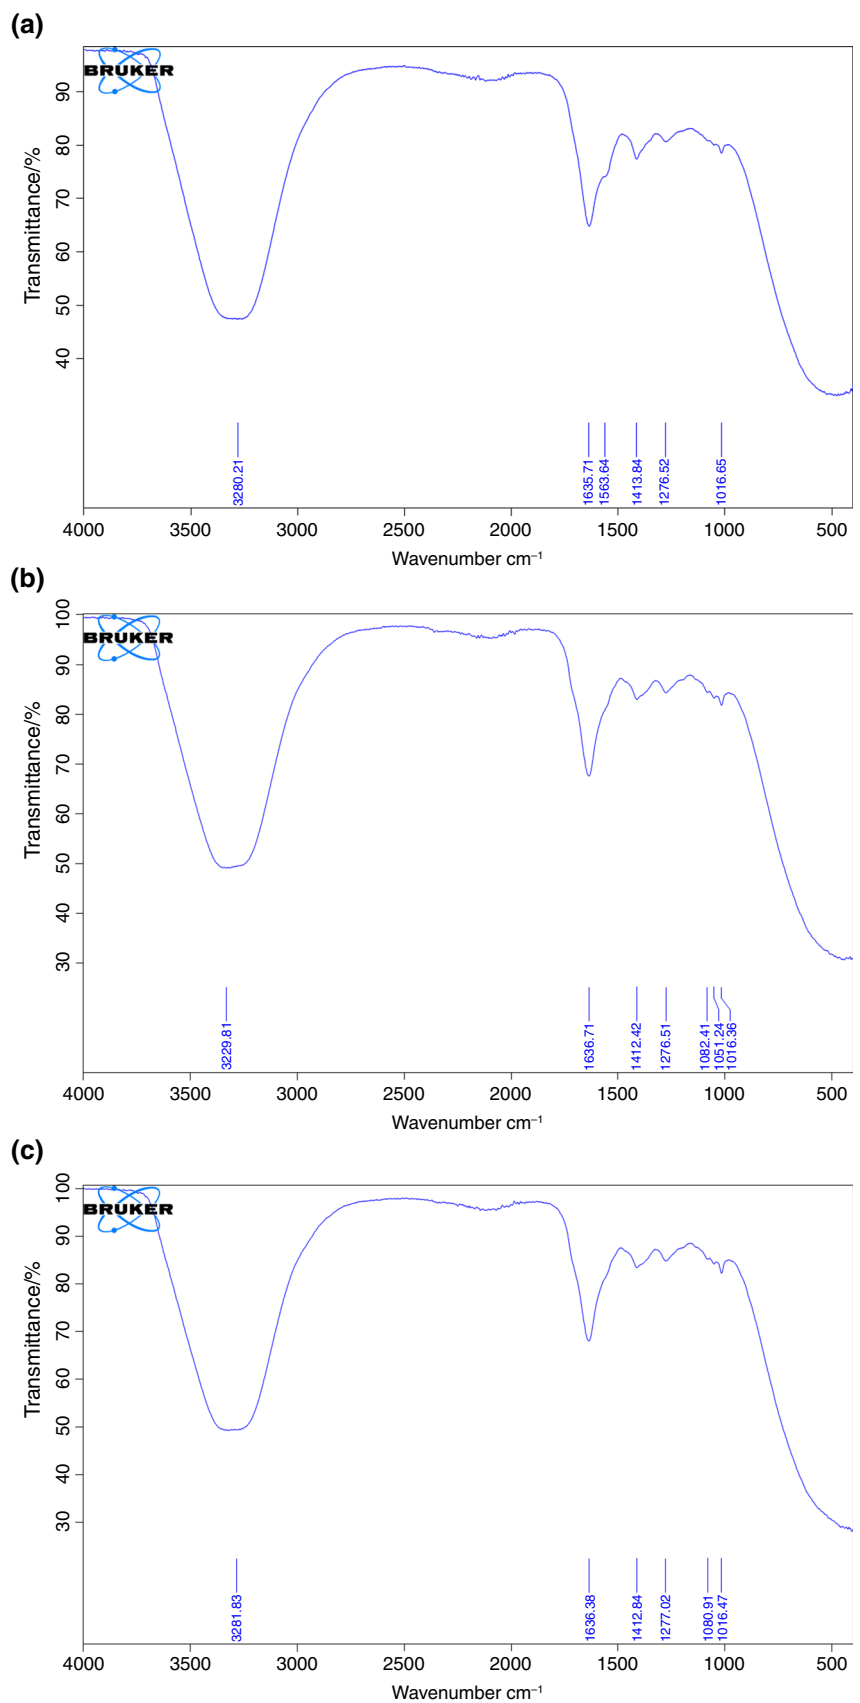 (a)
BRUKER
90
80
70
60
50
40
Transmittance/%
3280.21
1635.71
1563.64
1413.84
1276.52
1016.65
4000 3500 3000 2500 2000 1500 1000 500
Wavenumber cm⁻¹
(b)
BRUKER
100
90
80
70
60
50
40
30
Transmittance/%
3229.81
1636.71
1412.42
1276.51
1082.41
1051.24
1016.36
4000 3500 3000 2500 2000 1500 1000 500
Wavenumber cm⁻¹
(c)
BRUKER
100
90
80
70
60
50
40
30
Transmittance/%
3281.83
1636.38
1412.84
1277.02
1080.91
1016.47
4000 3500 3000 2500 2000 1500 1000 500
Wavenumber cm⁻¹